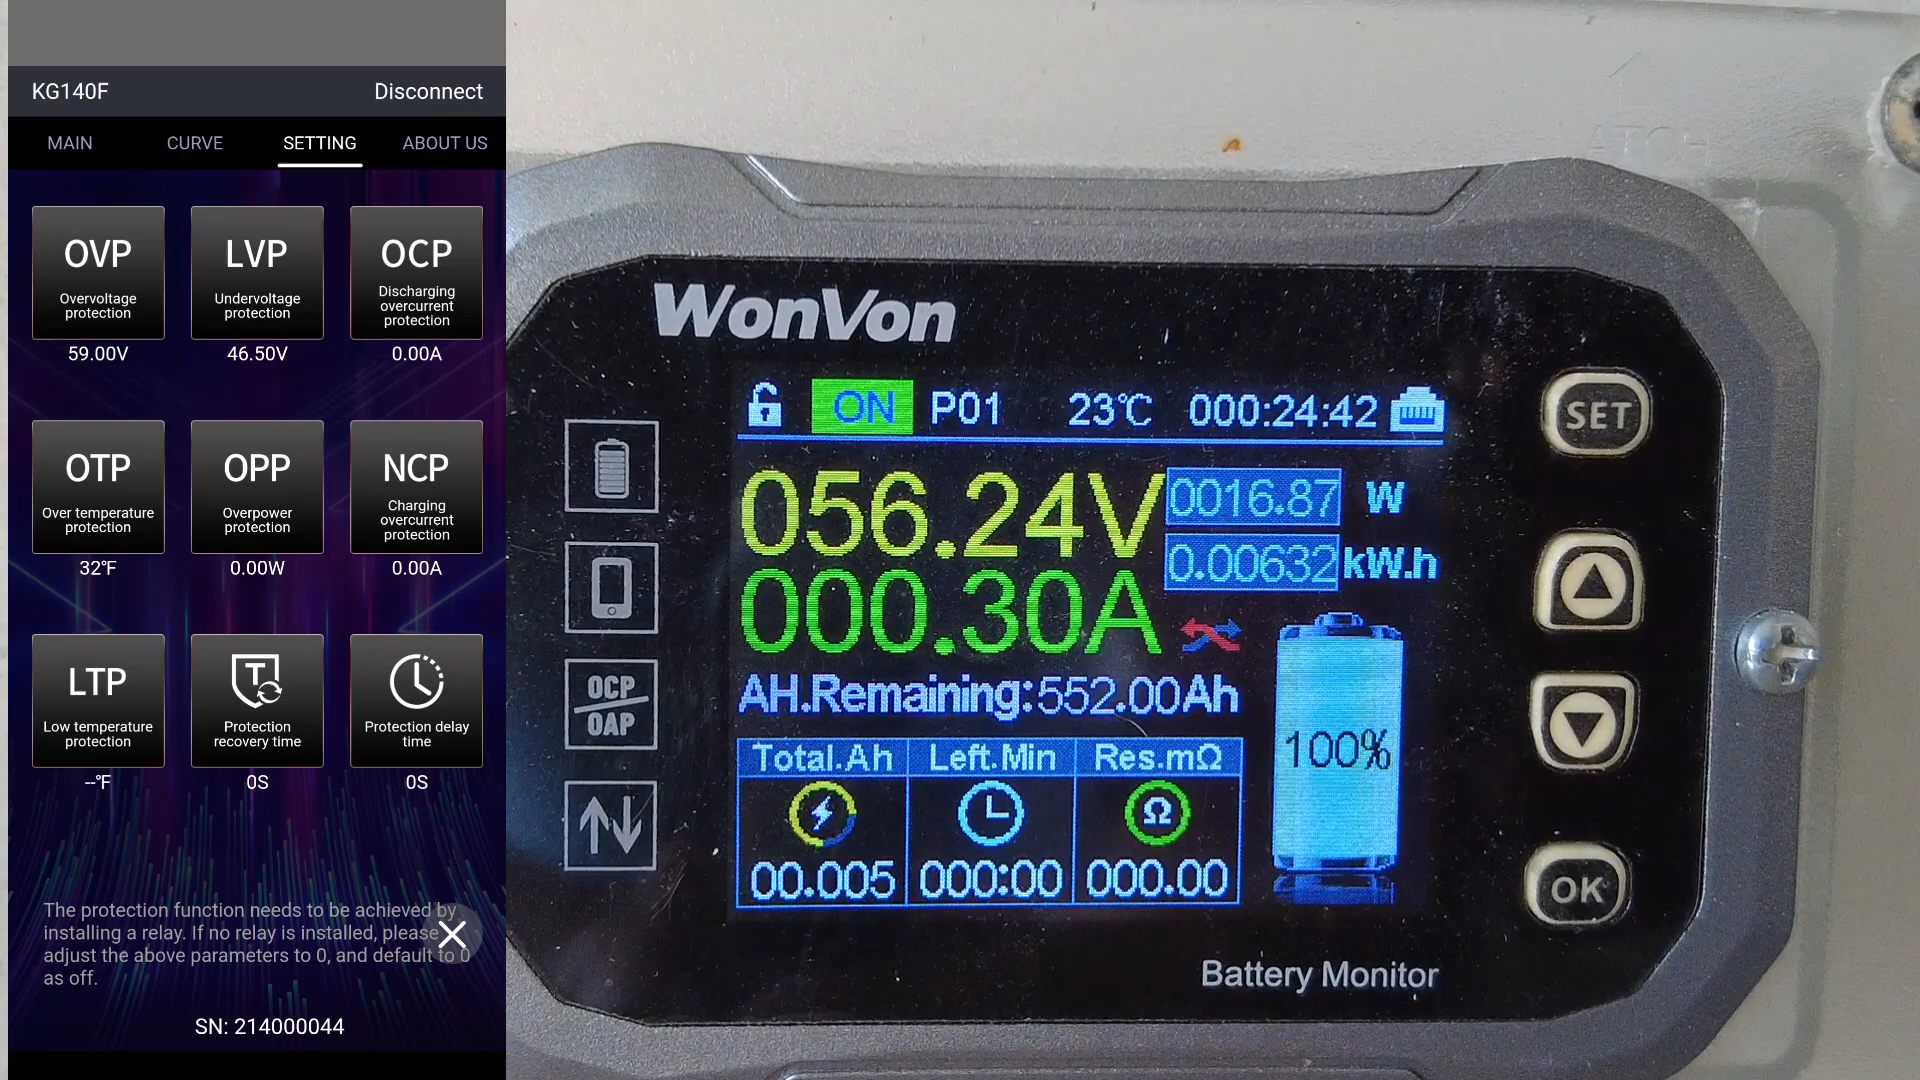 KG140F
Disconnect
MAIN
CURVE
SETTING
ABOUT US
OVP
Overvoltage
protection
59.00V
LVP
Undervoltage
protection
46.50V
OCP
Discharging
overcurrent
protection
0.00A
OTP
Over temperature
protection
32℉
OPP
Overpower
protection
0.00W
NCP
Charging
overcurrent
protection
0.00A
LTP
Low temperature
protection
--℉
T
Protection
recovery time
0S
Protection delay
time
0S
The protection function needs to be achieved by
installing a relay. If no relay is installed, please
adjust the above parameters to 0, and default to 0
as off.
SN: 214000044
WonVon
ON P01 23℃ 000:24:42
056.24V
0016.87 W
0.00632 kW.h
000.30A
AH.Remaining:552.00Ah
100%
Total.Ah Left.Min Res.mΩ
Ω
00.005 000:00 000.00
OCP
OAP
SET
OK
Battery Monitor